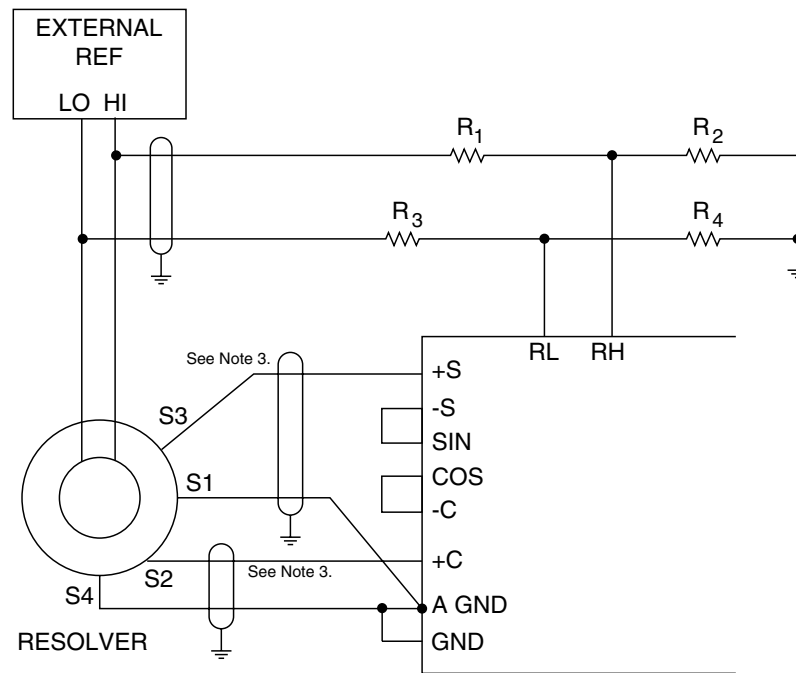 EXTERNAL
REF
LO HI
R1
R2
R3
R4
RL RH
See Note 3.
+S
-S
SIN
S3
COS
S1
-C
+C
See Note 3.
S2
S4
A GND
GND
RESOLVER